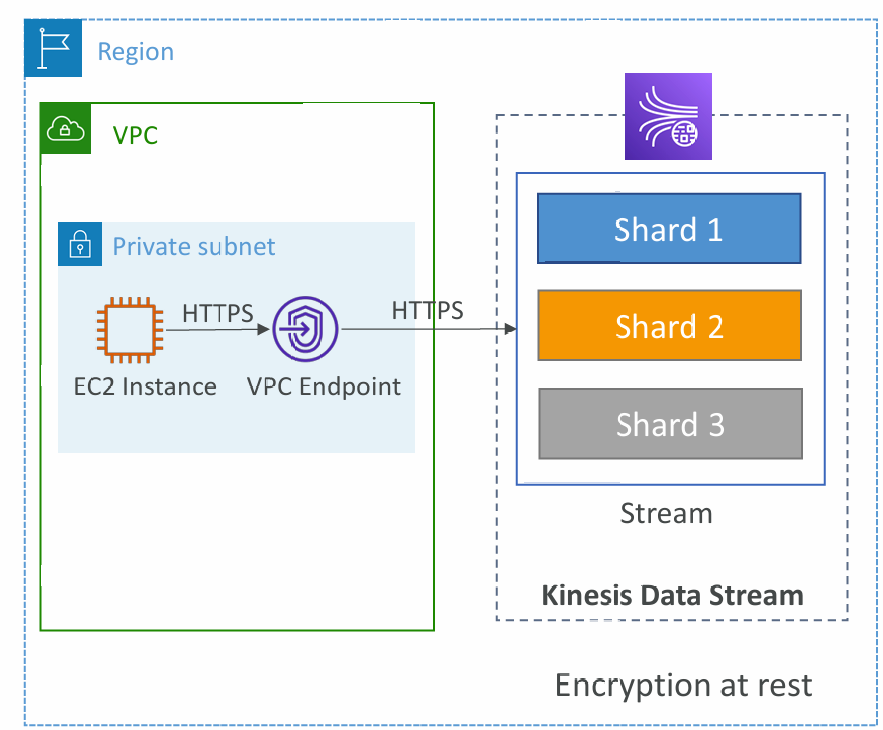 Region
VPC
Private subnet
HTTPS
HTTPS
EC2 Instance
VPC Endpoint
Shard 1
Shard 2
Shard 3
Stream
Kinesis Data Stream
Encryption at rest